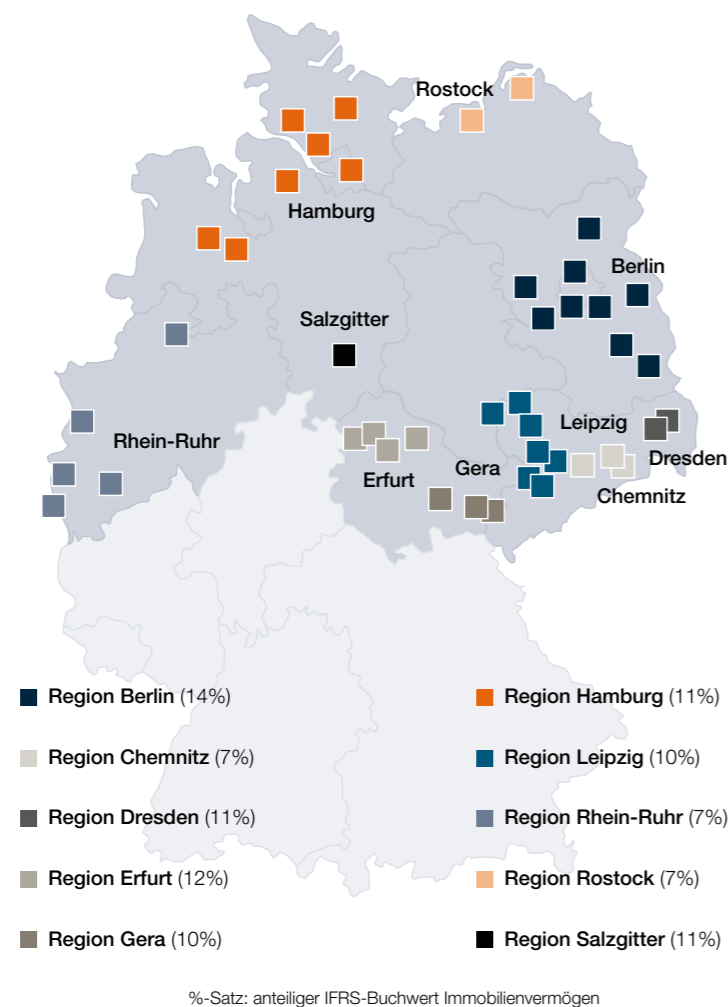 Rostock
Hamburg
Berlin
Salzgitter
Rhein-Ruhr
Leipzig
Erfurt
Gera
Dresden
Chemnitz
Region Berlin (14%)
Region Chemnitz (7%)
Region Dresden (11%)
Region Erfurt (12%)
Region Gera (10%)
Region Hamburg (11%)
Region Leipzig (10%)
Region Rhein-Ruhr (7%)
Region Rostock (7%)
Region Salzgitter (11%)
%-Satz: anteiliger IFRS-Buchwert Immobilienvermögen